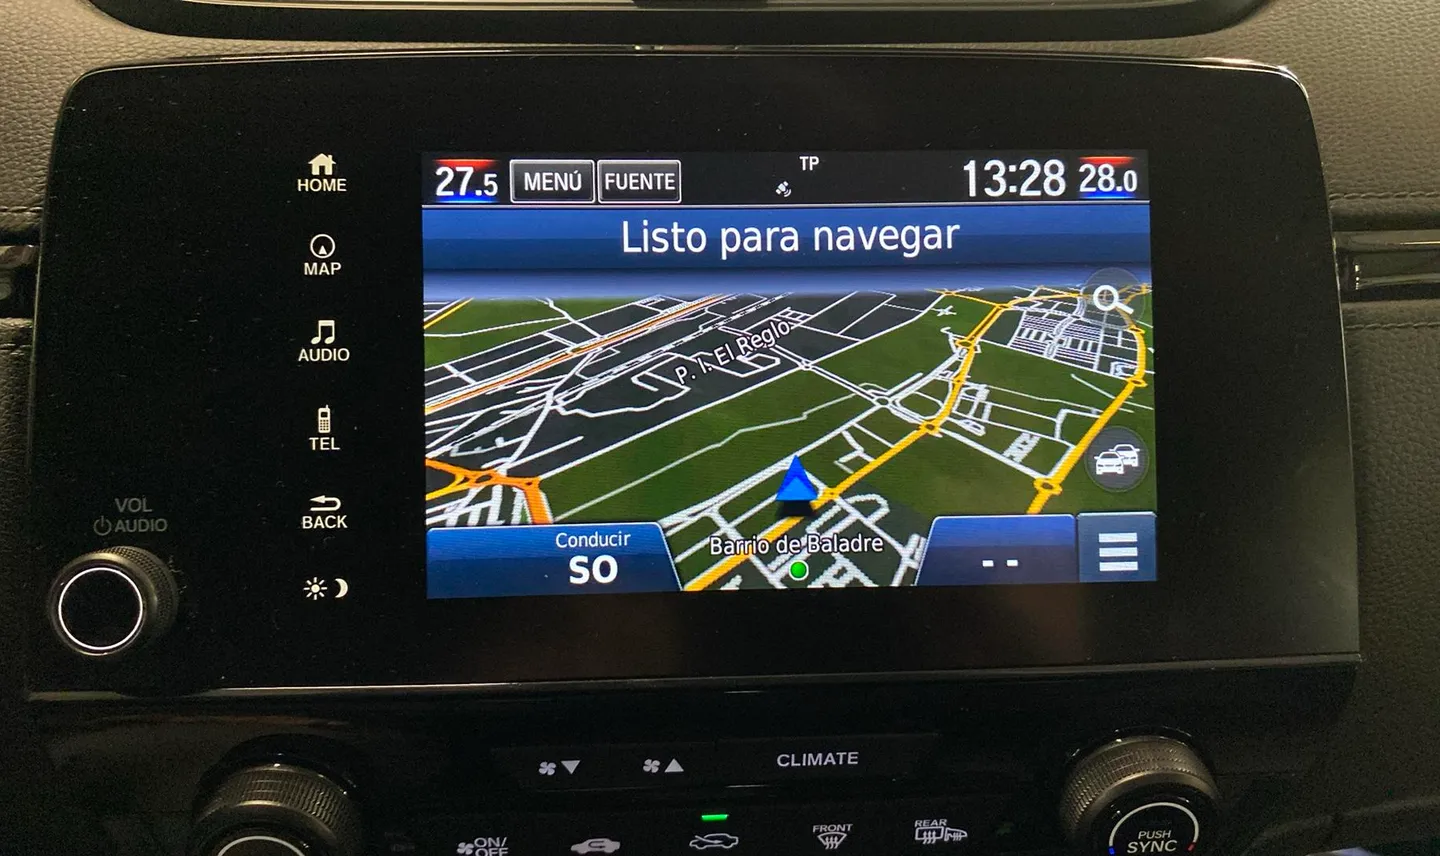 HOME
MAP
AUDIO
TEL
BACK
VOL
AUDIO
27.5
MENÚ
FUENTE
TP
13:28
28.0
Listo para navegar
P. I. El Reglo
Barrio de Baladre
Conducir
SO
- -
CLIMATE
ON/
OFF
FRONT
REAR
PUSH
SYNC